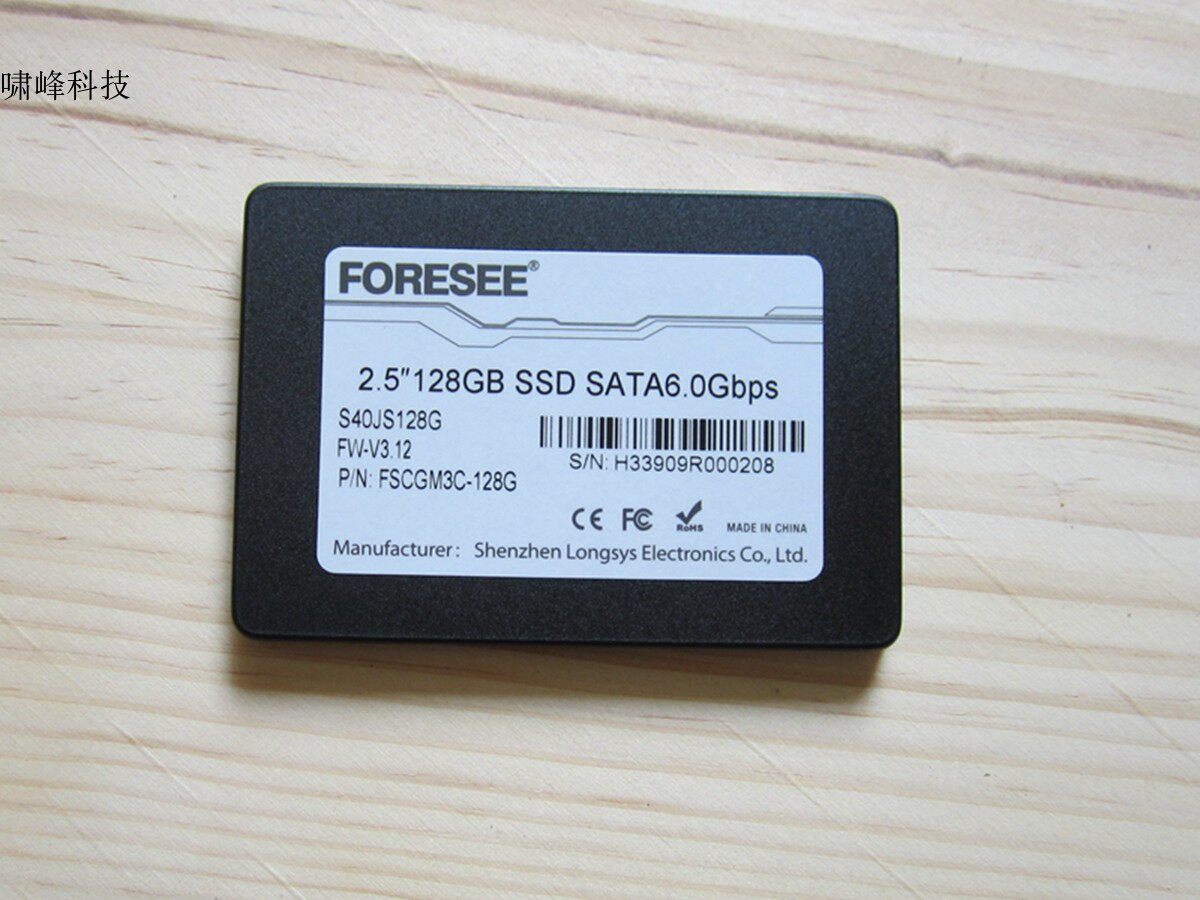 啸峰科技
FORESEE®
2.5"128GB SSD SATA6.0Gbps
S40JS128G
FW-V3.12
P/N: FSCGM3C-128G
S/N: H33909R000208
CE FC RoHS MADE IN CHINA
Manufacturer: Shenzhen Longsys Electronics Co., Ltd.